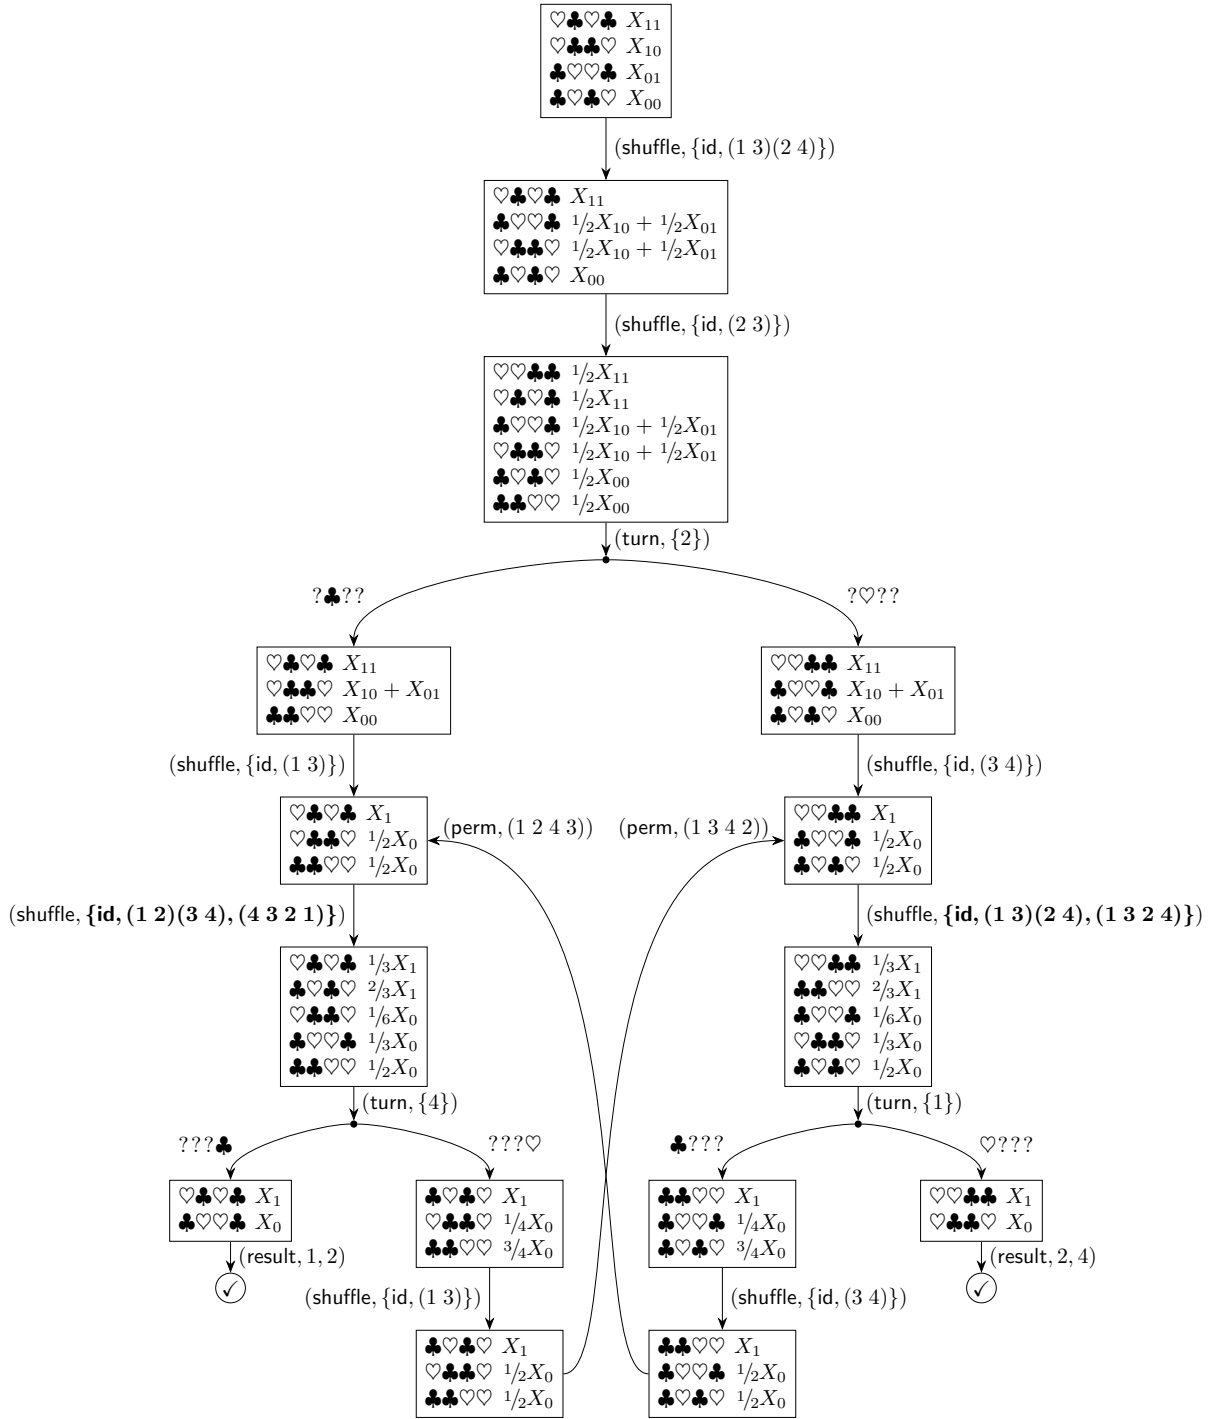 ♡♣♡♣ X₁₁
♡♣♣♡ X₁₀
♣♡♡♣ X₀₁
♣♡♣♡ X₀₀
(shuffle, {id, (1 3)(2 4)})
♡♣♡♣ X₁₁
♣♡♡♣ 1/2X₁₀ + 1/2X₀₁
♡♣♣♡ 1/2X₁₀ + 1/2X₀₁
♣♡♣♡ X₀₀
(shuffle, {id, (2 3)})
♡♡♣♣ 1/2X₁₁
♡♣♡♣ 1/2X₁₁
♣♡♡♣ 1/2X₁₀ + 1/2X₀₁
♡♣♣♡ 1/2X₁₀ + 1/2X₀₁
♣♡♣♡ 1/2X₀₀
♣♣♡♡ 1/2X₀₀
(turn, {2})
?♣??
?♡??
♡♣♡♣ X₁₁
♡♣♣♡ X₁₀ + X₀₁
♣♣♡♡ X₀₀
♡♡♣♣ X₁₁
♣♡♡♣ X₁₀ + X₀₁
♣♡♣♡ X₀₀
(shuffle, {id, (1 3)})
(shuffle, {id, (3 4)})
♡♣♡♣ X₁
♡♣♣♡ 1/2X₀
♣♣♡♡ 1/2X₀
(perm, (1 2 4 3))
(perm, (1 3 4 2))
♡♡♣♣ X₁
♣♡♡♣ 1/2X₀
♣♡♣♡ 1/2X₀
(shuffle, {id, (1 2)(3 4), (4 3 2 1)})
(shuffle, {id, (1 3)(2 4), (1 3 2 4)})
♡♣♡♣ 1/3X₁
♣♡♣♡ 2/3X₁
♡♣♣♡ 1/6X₀
♣♡♡♣ 1/3X₀
♣♣♡♡ 1/2X₀
♡♡♣♣ 1/3X₁
♣♣♡♡ 2/3X₁
♣♡♡♣ 1/6X₀
♡♣♣♡ 1/3X₀
♣♡♣♡ 1/2X₀
(turn, {4})
(turn, {1})
???♣
???♡
♣???
♡???
♡♣♡♣ X₁
♣♡♡♣ X₀
♣♡♣♡ X₁
♡♣♣♡ 1/4X₀
♣♣♡♡ 3/4X₀
♣♣♡♡ X₁
♣♡♡♣ 1/4X₀
♣♡♣♡ 3/4X₀
♡♡♣♣ X₁
♡♣♣♡ X₀
(result, 1, 2)
(result, 2, 4)
✓
(shuffle, {id, (1 3)})
(shuffle, {id, (3 4)})
✓
♣♡♣♡ X₁
♡♣♣♡ 1/2X₀
♣♣♡♡ 1/2X₀
♣♣♡♡ X₁
♣♡♡♣ 1/2X₀
♣♡♣♡ 1/2X₀